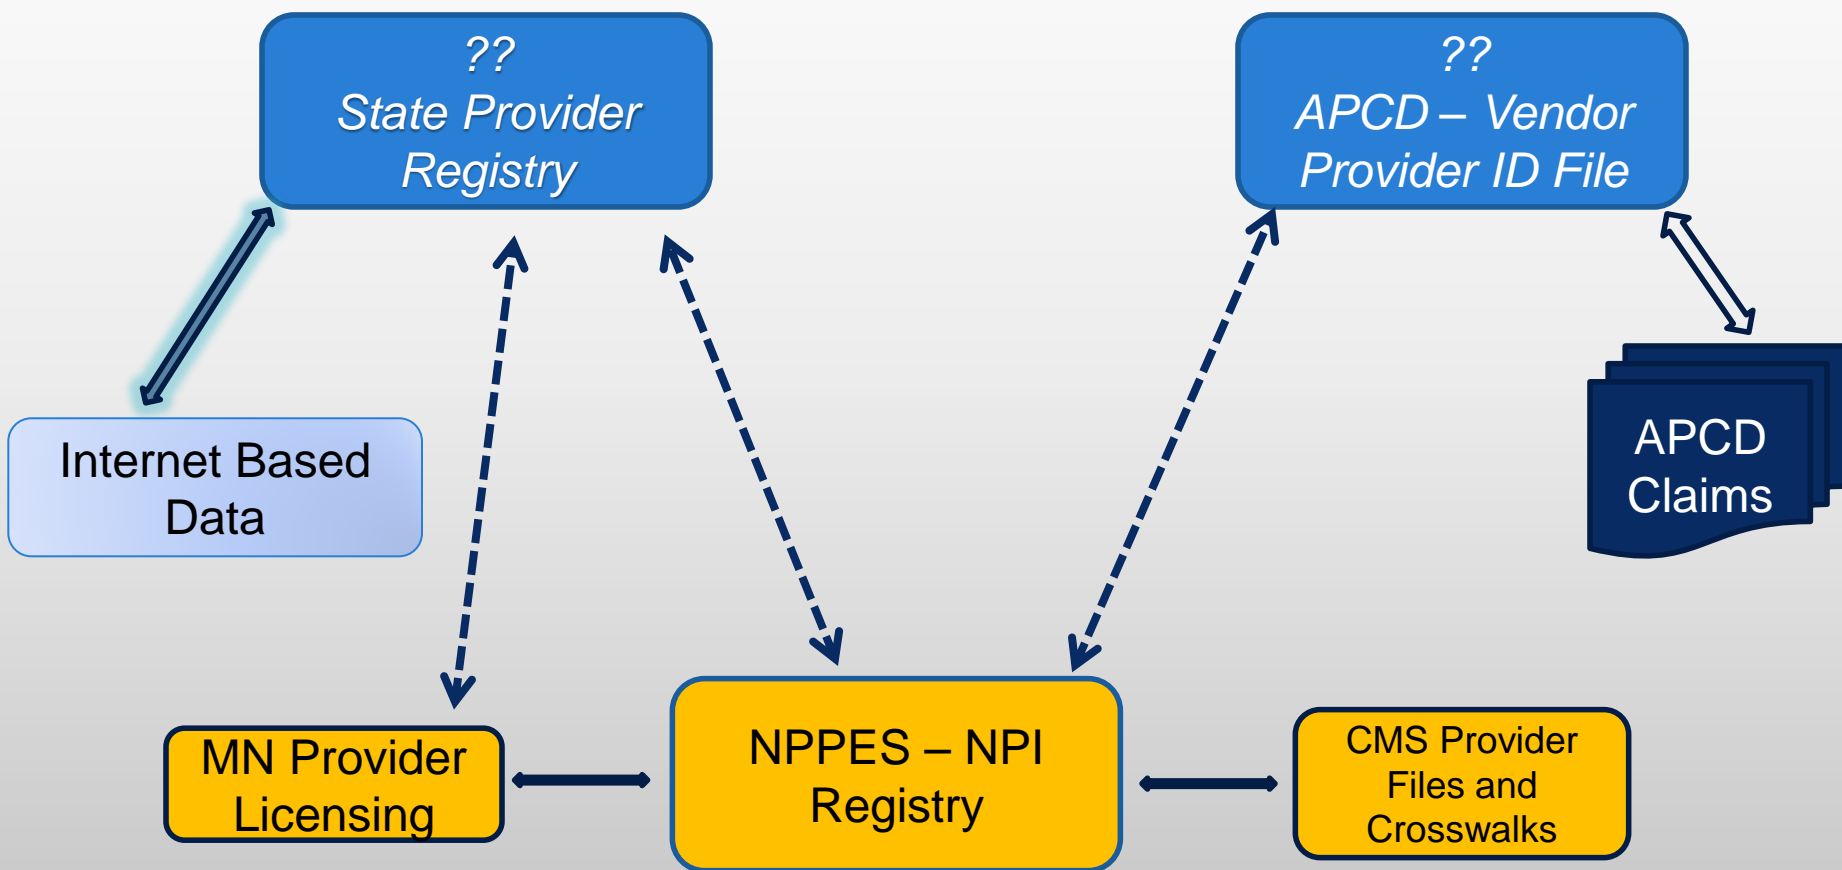 ??
State Provider
Registry
??
APCD – Vendor
Provider ID File
Internet Based
Data
APCD
Claims
MN Provider
Licensing
NPPES – NPI
Registry
CMS Provider
Files and
Crosswalks